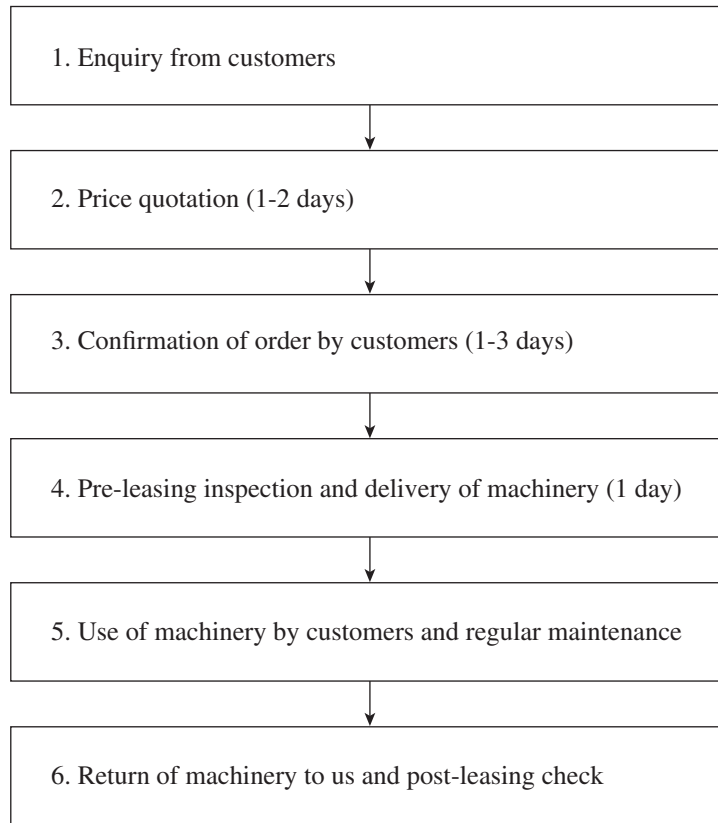 1. Enquiry from customers
2. Price quotation (1-2 days)
3. Confirmation of order by customers (1-3 days)
4. Pre-leasing inspection and delivery of machinery (1 day)
5. Use of machinery by customers and regular maintenance
6. Return of machinery to us and post-leasing check